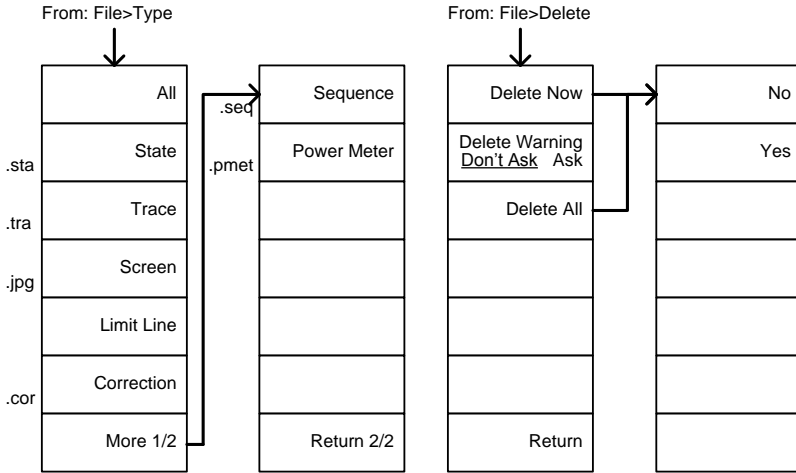 From: File>Type
All
.sta
State
.tra
Trace
.jpg
Screen
Limit Line
.cor
Correction
More 1/2
.seq
Sequence
.pmet
Power Meter
Return 2/2
From: File>Delete
Delete Now
Delete Warning
Don't Ask Ask
Delete All
Return
No
Yes